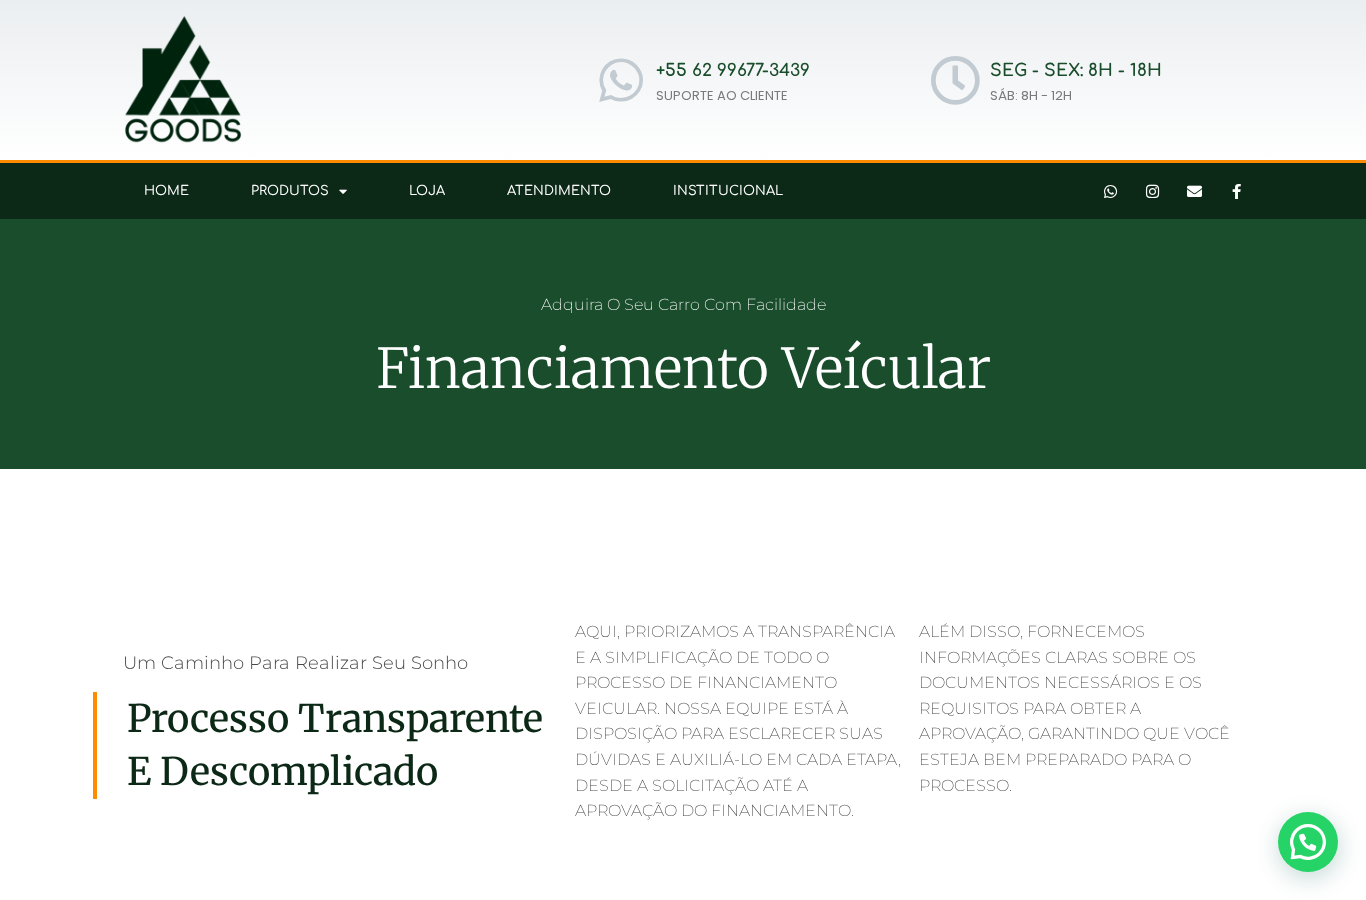 GOODS
+55 62 99677-3439
SUPORTE AO CLIENTE
SEG - SEX: 8H - 18H
SÁB: 8H - 12H
HOME
PRODUTOS
LOJA
ATENDIMENTO
INSTITUCIONAL
Adquira O Seu Carro Com Facilidade
Financiamento Veícular
Um Caminho Para Realizar Seu Sonho
Processo Transparente
E Descomplicado
AQUI, PRIORIZAMOS A TRANSPARÊNCIA
E A SIMPLIFICAÇÃO DE TODO O
PROCESSO DE FINANCIAMENTO
VEICULAR. NOSSA EQUIPE ESTÁ À
DISPOSIÇÃO PARA ESCLARECER SUAS
DÚVIDAS E AUXILIÁ-LO EM CADA ETAPA,
DESDE A SOLICITAÇÃO ATÉ A
APROVAÇÃO DO FINANCIAMENTO.
ALÉM DISSO, FORNECEMOS
INFORMAÇÕES CLARAS SOBRE OS
DOCUMENTOS NECESSÁRIOS E OS
REQUISITOS PARA OBTER A
APROVAÇÃO, GARANTINDO QUE VOCÊ
ESTEJA BEM PREPARADO PARA O
PROCESSO.